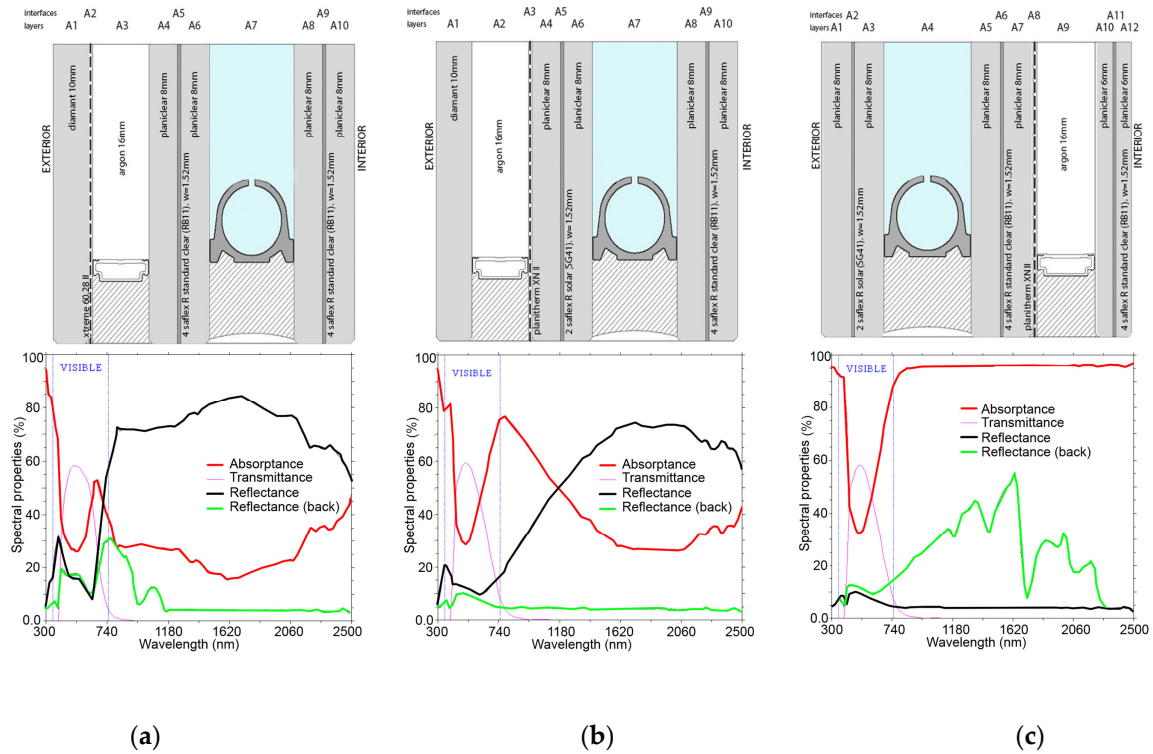 interfaces A2 A5 A9
layers A1 A3 A4 A6 A7 A8 A10
EXTERIOR
diamant 10mm
xtreme 60.28 II
argon 16mm
planiclear 8mm
4 saflex R standard clear (RB11). w=1.52mm
planiclear 8mm
planiclear 8mm
4 saflex R standard clear (RB11). w=1.52mm
planiclear 8mm
INTERIOR
interfaces A3 A5 A9
layers A1 A2 A4 A6 A7 A8 A10
EXTERIOR
diamant 10mm
argon 16mm
planitherm XN II
planiclear 8mm
2 saflex R solar (SG41). w=1.52mm
planiclear 8mm
planiclear 8mm
4 saflex R standard clear (RB11). w=1.52mm
planiclear 8mm
INTERIOR
interfaces A2 A6 A8 A11
layers A1 A3 A4 A5 A7 A9 A10 A12
EXTERIOR
planiclear 8mm
2 saflex R solar (SG41). w=1.52mm
planiclear 8mm
planiclear 8mm
4 saflex R standard clear (RB11). w=1.52mm
planiclear 8mm
planitherm XN II
argon 16mm
planiclear 6mm
4 saflex R standard clear (RB11). w=1.52mm
planiclear 6mm
INTERIOR
Spectral properties (%)
100
80
60
40
20
0.0
VISIBLE
Absorptance
Transmittance
Reflectance
Reflectance (back)
300 740 1180 1620 2060 2500
Wavelength (nm)
Spectral properties (%)
100
80
60
40
20
0.0
VISIBLE
Absorptance
Transmittance
Reflectance
Reflectance (back)
300 740 1180 1620 2060 2500
Wavelength (nm)
Spectral properties (%)
100
80
60
40
20
0.0
VISIBLE
Absorptance
Transmittance
Reflectance
Reflectance (back)
300 740 1180 1620 2060 2500
Wavelength (nm)
(a) (b) (c)